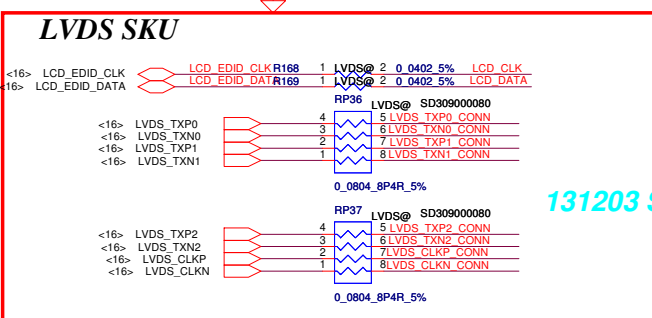 LVDS SKU
<16> LCD_EDID_CLK LCD_EDID_CLK R168 1 LVDS@ 2 0_0402_5% LCD_CLK
<16> LCD_EDID_DATA LCD_EDID_DATA R169 1 LVDS@ 2 0_0402_5% LCD_DATA
RP36 LVDS@ SD309000080
<16> LVDS_TXP0 4 5 LVDS_TXP0_CONN
<16> LVDS_TXN0 3 6 LVDS_TXN0_CONN
<16> LVDS_TXP1 2 7 LVDS_TXP1_CONN
<16> LVDS_TXN1 1 8 LVDS_TXN1_CONN
0_0804_8P4R_5%
131203 S
RP37 LVDS@ SD309000080
<16> LVDS_TXP2 4 5 LVDS_TXP2_CONN
<16> LVDS_TXN2 3 6 LVDS_TXN2_CONN
<16> LVDS_CLKP 2 7 LVDS_CLKP_CONN
<16> LVDS_CLKN 1 8 LVDS_CLKN_CONN
0_0804_8P4R_5%